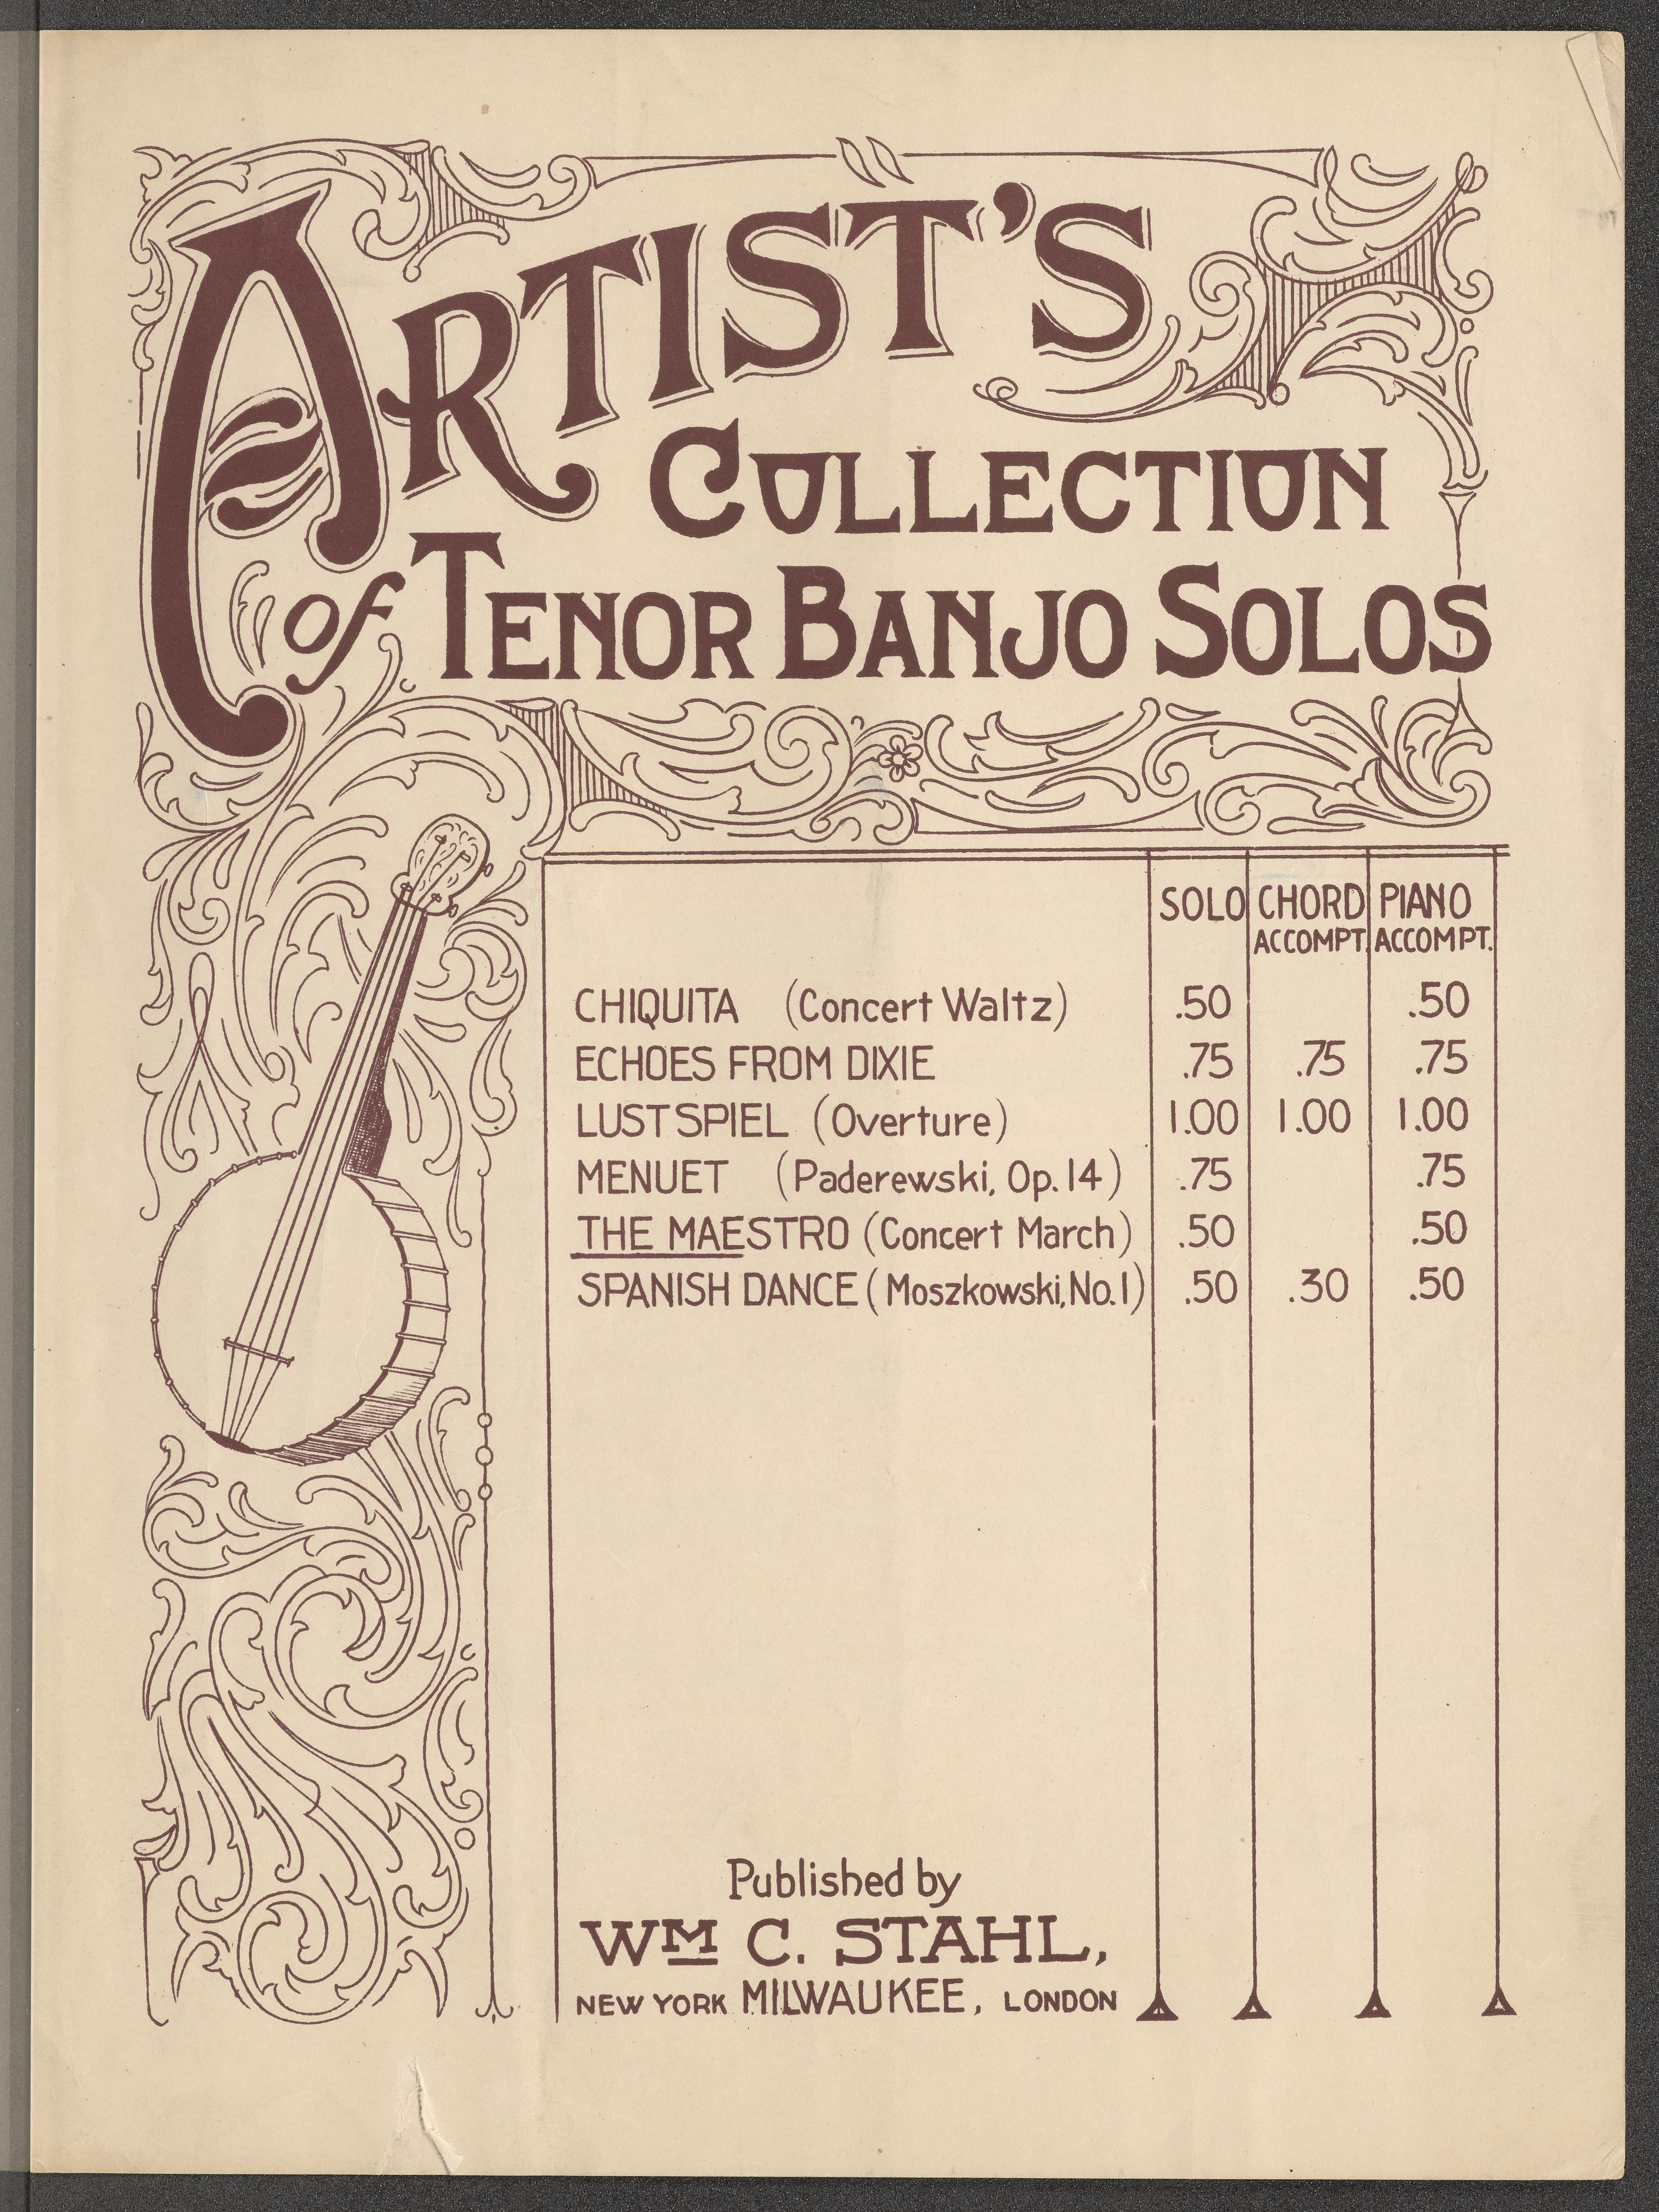 ARTIST'S
COLLECTION
of TENOR BANJO SOLOS
SOLO CHORD ACCOMPT. PIANO ACCOMPT.
CHIQUITA (Concert Waltz) .50 .50
ECHOES FROM DIXIE .75 .75 .75
LUSTSPIEL (Overture) 1.00 1.00 1.00
MENUET (Paderewski, Op. 14) .75 .75
THE MAESTRO (Concert March) .50 .50
SPANISH DANCE (Moszkowski, No. 1) .50 .30 .50
Published by
WM C. STAHL,
NEW YORK MILWAUKEE, LONDON